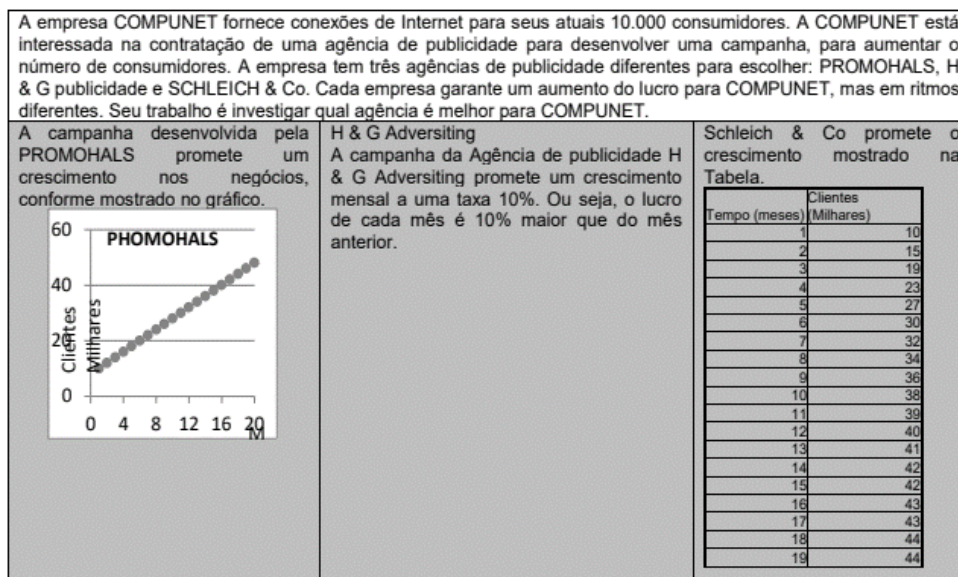 A empresa COMPUNET fornece conexões de Internet para seus atuais 10.000 consumidores. A COMPUNET está
interessada na contratação de uma agência de publicidade para desenvolver uma campanha, para aumentar o
número de consumidores. A empresa tem três agências de publicidade diferentes para escolher: PROMOHALS, H
& G publicidade e SCHLEICH & Co. Cada empresa garante um aumento do lucro para COMPUNET, mas em ritmos
diferentes. Seu trabalho é investigar qual agência é melhor para COMPUNET.
A campanha desenvolvida pela
PROMOHALS promete um
crescimento nos negócios,
conforme mostrado no gráfico.
PHOMOHALS
60
40
20
0
Clientes
Milhares
0 4 8 12 16 20
M
H & G Adversiting
A campanha da Agência de publicidade H
& G Adversiting promete um crescimento
mensal a uma taxa 10%. Ou seja, o lucro
de cada mês é 10% maior que do mês
anterior.
Schleich & Co promete o
crescimento mostrado na
Tabela.
Tempo (meses) Clientes (Milhares)
1 10
2 15
3 19
4 23
5 27
6 30
7 32
8 34
9 36
10 38
11 39
12 40
13 41
14 42
15 42
16 43
17 43
18 44
19 44